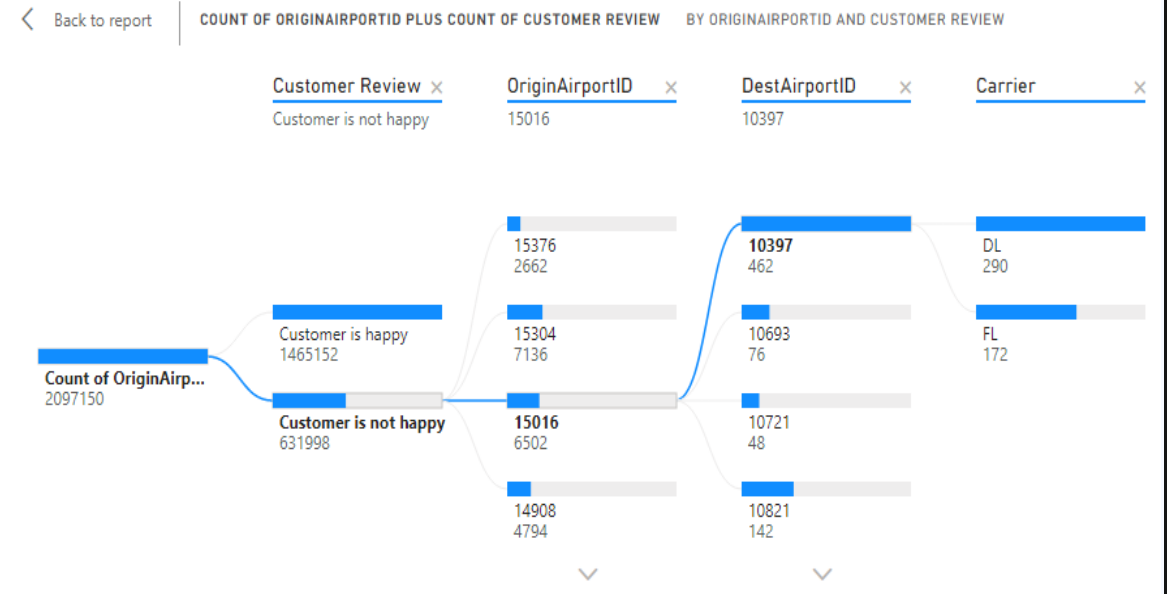 Back to report
COUNT OF ORIGINAIRPORTID PLUS COUNT OF CUSTOMER REVIEW BY ORIGINAIRPORTID AND CUSTOMER REVIEW
Customer Review
Customer is not happy
OriginAirportID
15016
DestAirportID
10397
Carrier
Count of OriginAirp...
2097150
Customer is happy
1465152
Customer is not happy
631998
15376
2662
15304
7136
15016
6502
14908
4794
10397
462
10693
76
10721
48
10821
142
DL
290
FL
172